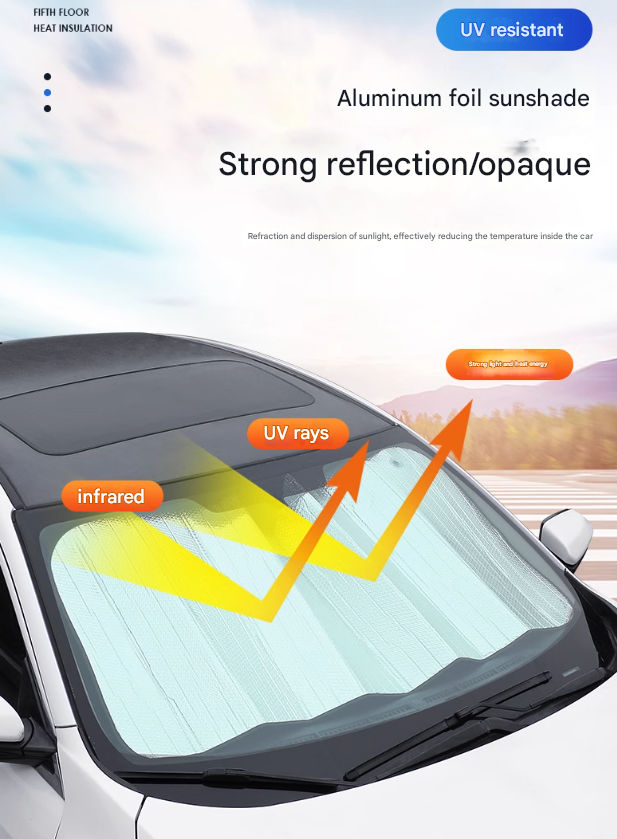 FIFTH FLOOR
HEAT INSULATION
UV resistant
Aluminum foil sunshade
Strong reflection/opaque
Refraction and dispersion of sunlight, effectively reducing the temperature inside the car
Strong light and heat energy
UV rays
infrared